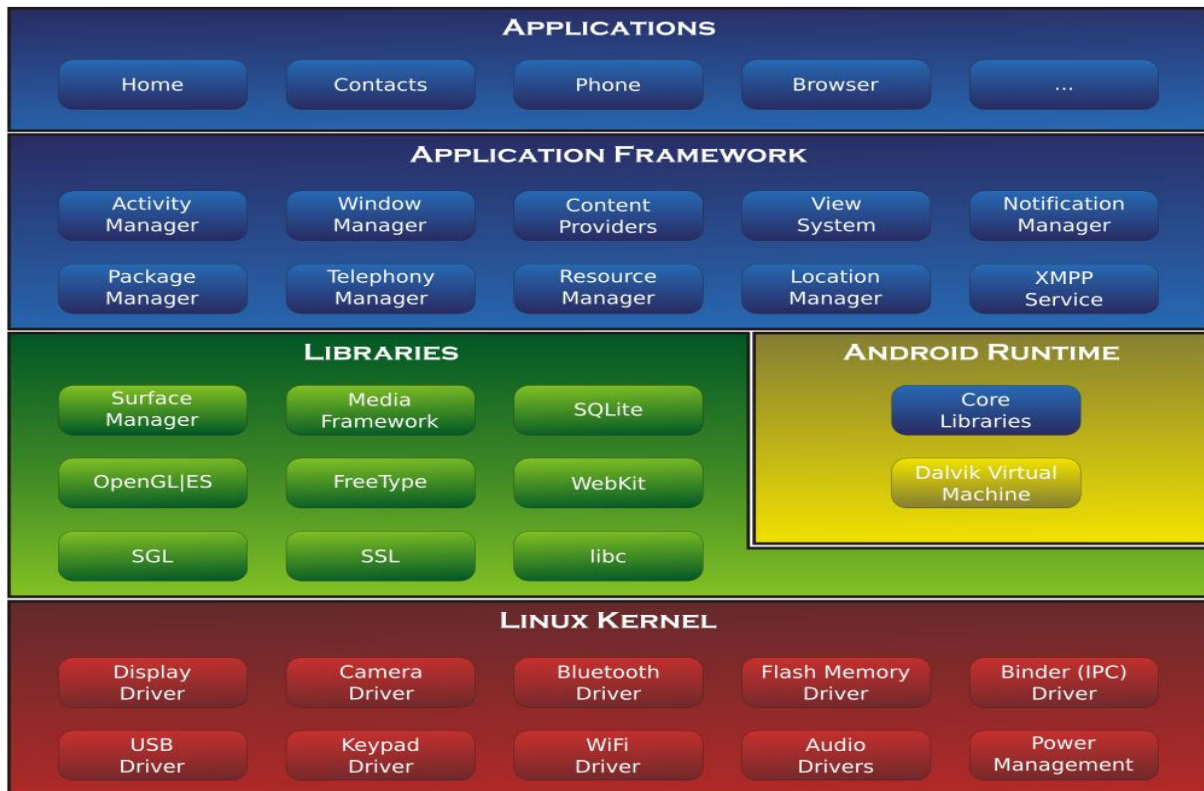 APPLICATIONS
Home
Contacts
Phone
Browser
...
APPLICATION FRAMEWORK
Activity
Manager
Window
Manager
Content
Providers
View
System
Notification
Manager
Package
Manager
Telephony
Manager
Resource
Manager
Location
Manager
XMPP
Service
LIBRARIES
Surface
Manager
Media
Framework
SQLite
OpenGL|ES
FreeType
WebKit
SGL
SSL
libc
ANDROID RUNTIME
Core
Libraries
Dalvik Virtual
Machine
LINUX KERNEL
Display
Driver
Camera
Driver
Bluetooth
Driver
Flash Memory
Driver
Binder (IPC)
Driver
USB
Driver
Keypad
Driver
WiFi
Driver
Audio
Drivers
Power
Management